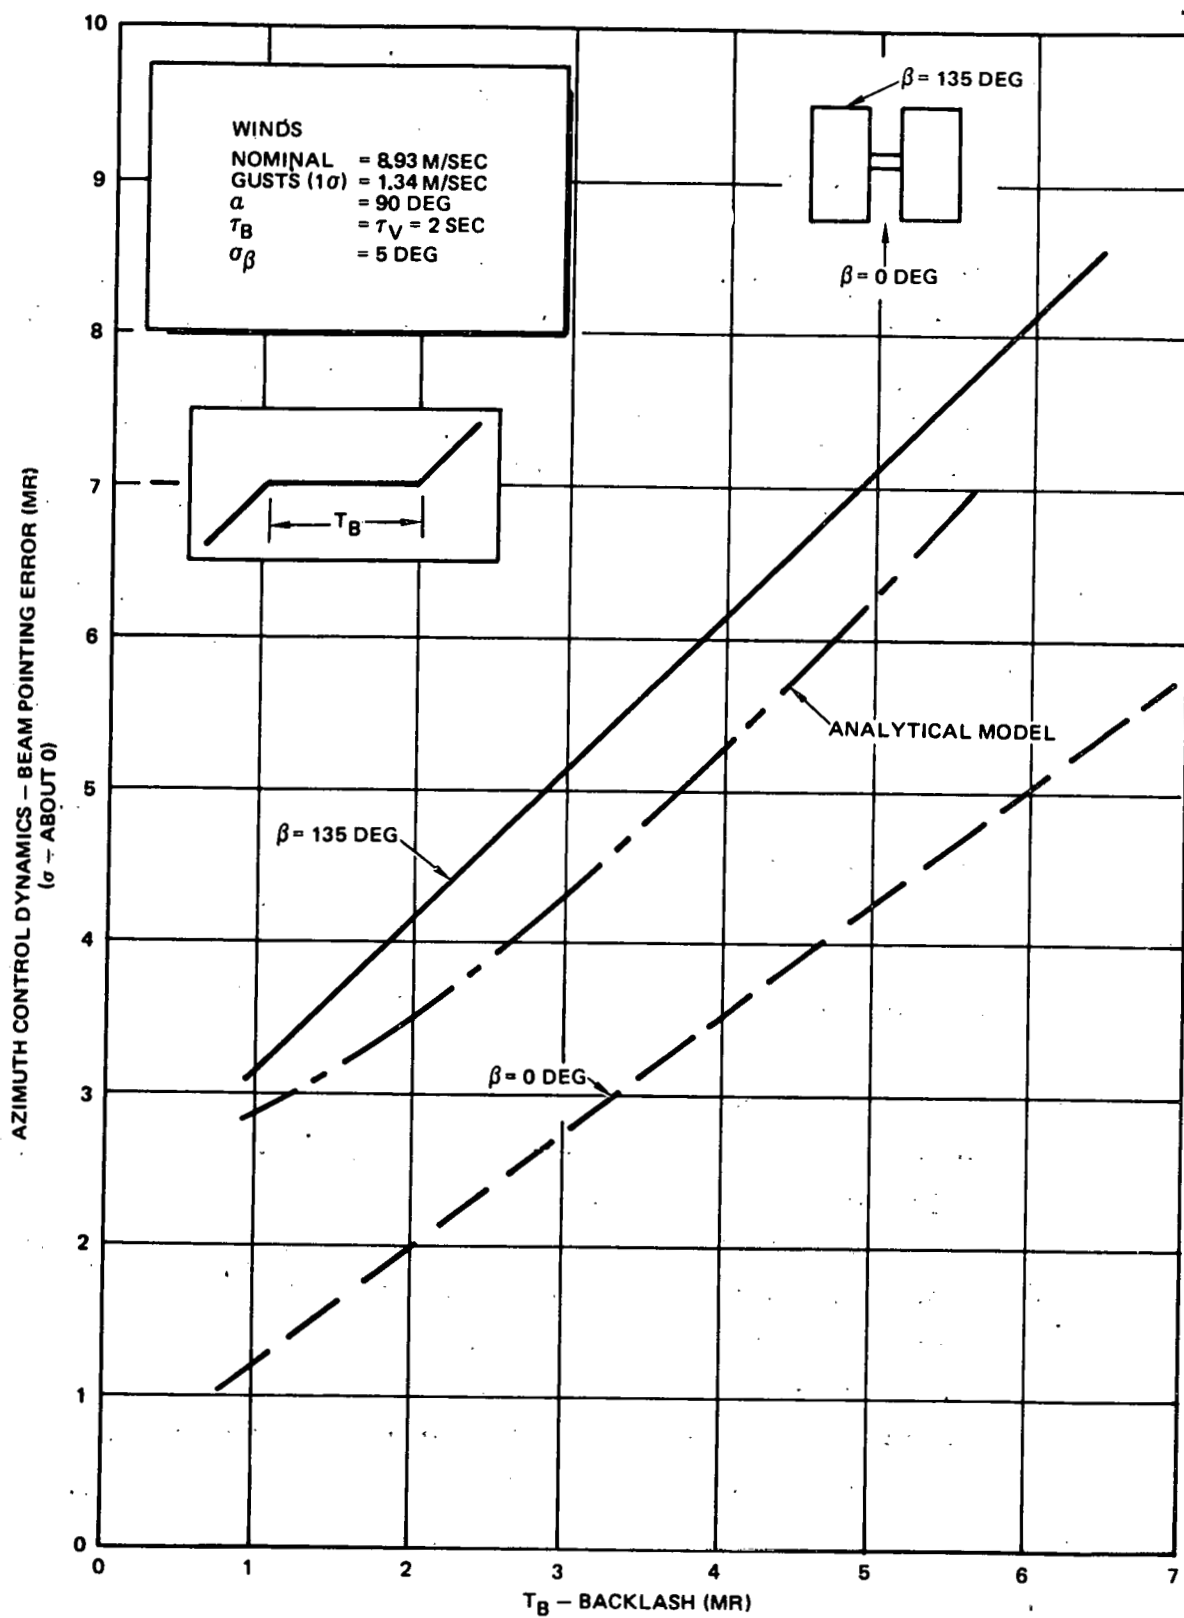 10
WINDS
NOMINAL = 8.93 M/SEC
GUSTS (1σ) = 1.34 M/SEC
α = 90 DEG
τB = τV = 2 SEC
σβ = 5 DEG
β = 135 DEG
β = 0 DEG
9
8
7
TB
6
5
4
3
2
1
0
ANALYTICAL MODEL
β = 135 DEG
β = 0 DEG
AZIMUTH CONTROL DYNAMICS – BEAM POINTING ERROR (MR)
(σ – ABOUT 0)
0 1 2 3 4 5 6 7
TB – BACKLASH (MR)